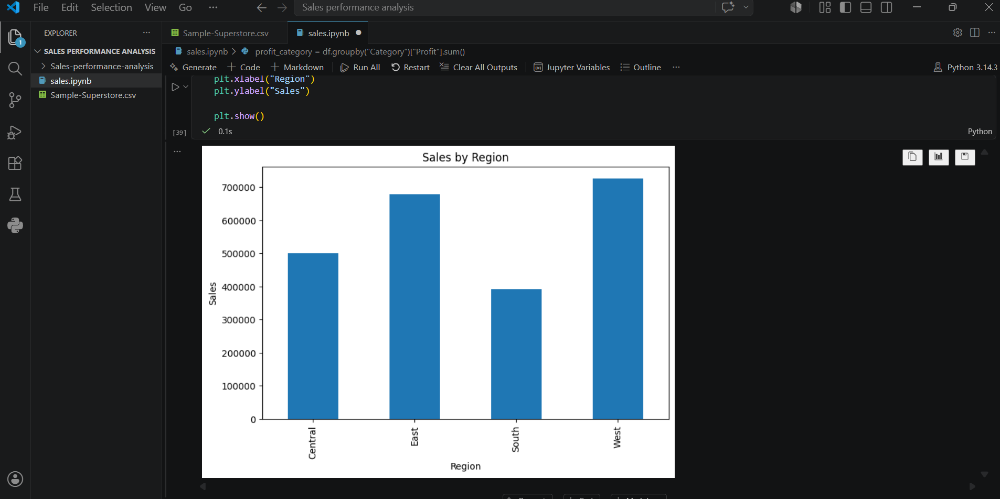 File Edit Selection View Go ···
Sales performance analysis
EXPLORER ···
1
SALES PERFORMANCE ANALYSIS
Sales-performance-analysis
sales.ipynb
Sample-Superstore.csv
Sample-Superstore.csv
sales.ipynb
···
sales.ipynb > profit_category = df.groupby("Category")["Profit"].sum()
Generate + Code + Markdown Run All Restart Clear All Outputs Jupyter Variables Outline ···
Python 3.14.3
plt.xlabel("Region")
plt.ylabel("Sales")
plt.show()
[39]
0.1s
Python
···
Sales by Region
700000
600000
500000
400000
300000
200000
100000
0
Sales
Central
East
South
West
Region